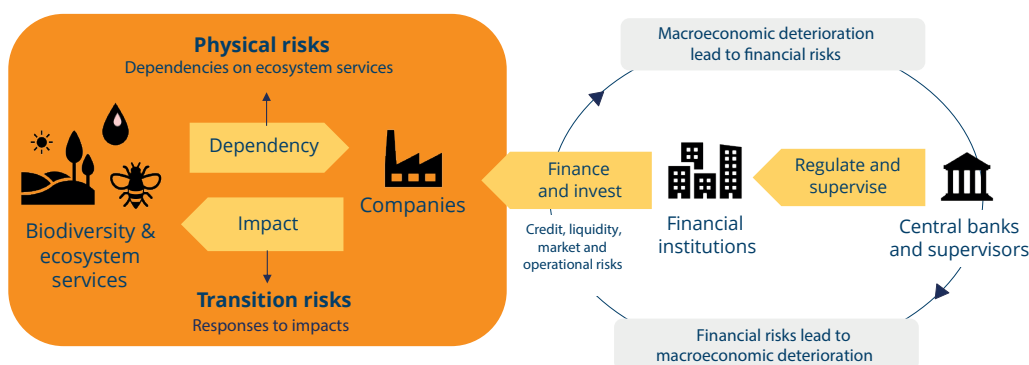 Physical risks
Dependencies on ecosystem services
Dependency
Impact
Biodiversity &
ecosystem
services
Companies
Transition risks
Responses to impacts
Macroeconomic deterioration
lead to financial risks
Finance
and invest
Credit, liquidity,
market and
operational risks
Financial
institutions
Regulate and
supervise
Central banks
and supervisors
Financial risks lead to
macroeconomic deterioration